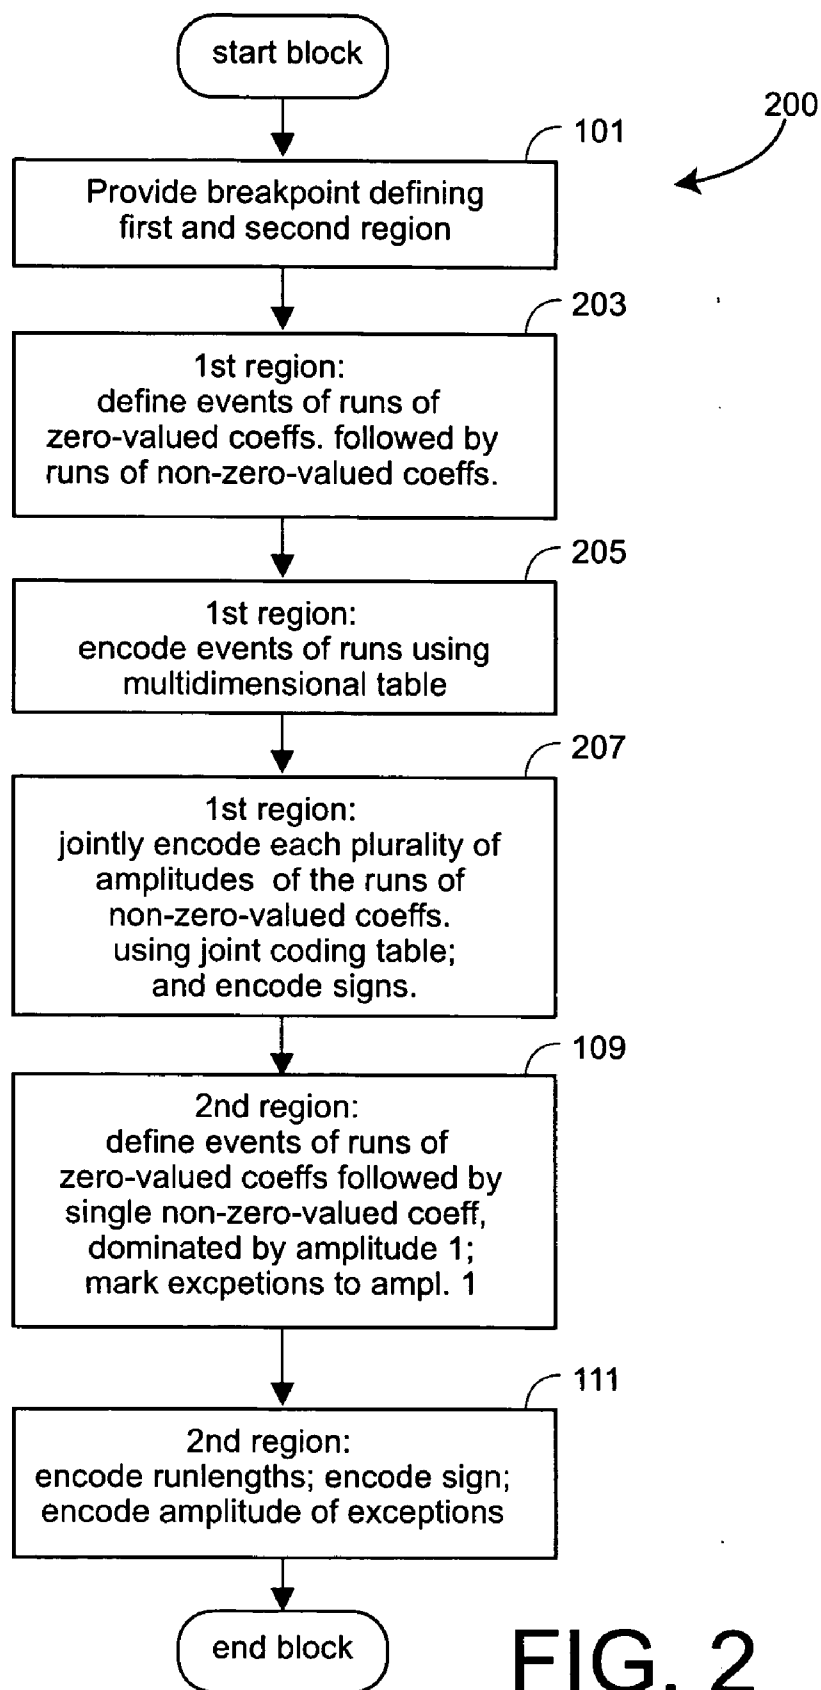 start block
200
101
Provide breakpoint defining
first and second region
203
1st region:
define events of runs of
zero-valued coeffs. followed by
runs of non-zero-valued coeffs.
205
1st region:
encode events of runs using
multidimensional table
207
1st region:
jointly encode each plurality of
amplitudes of the runs of
non-zero-valued coeffs.
using joint coding table;
and encode signs.
109
2nd region:
define events of runs of
zero-valued coeffs followed by
single non-zero-valued coeff,
dominated by amplitude 1;
mark excpetions to ampl. 1
111
2nd region:
encode runlengths; encode sign;
encode amplitude of exceptions
end block
FIG. 2